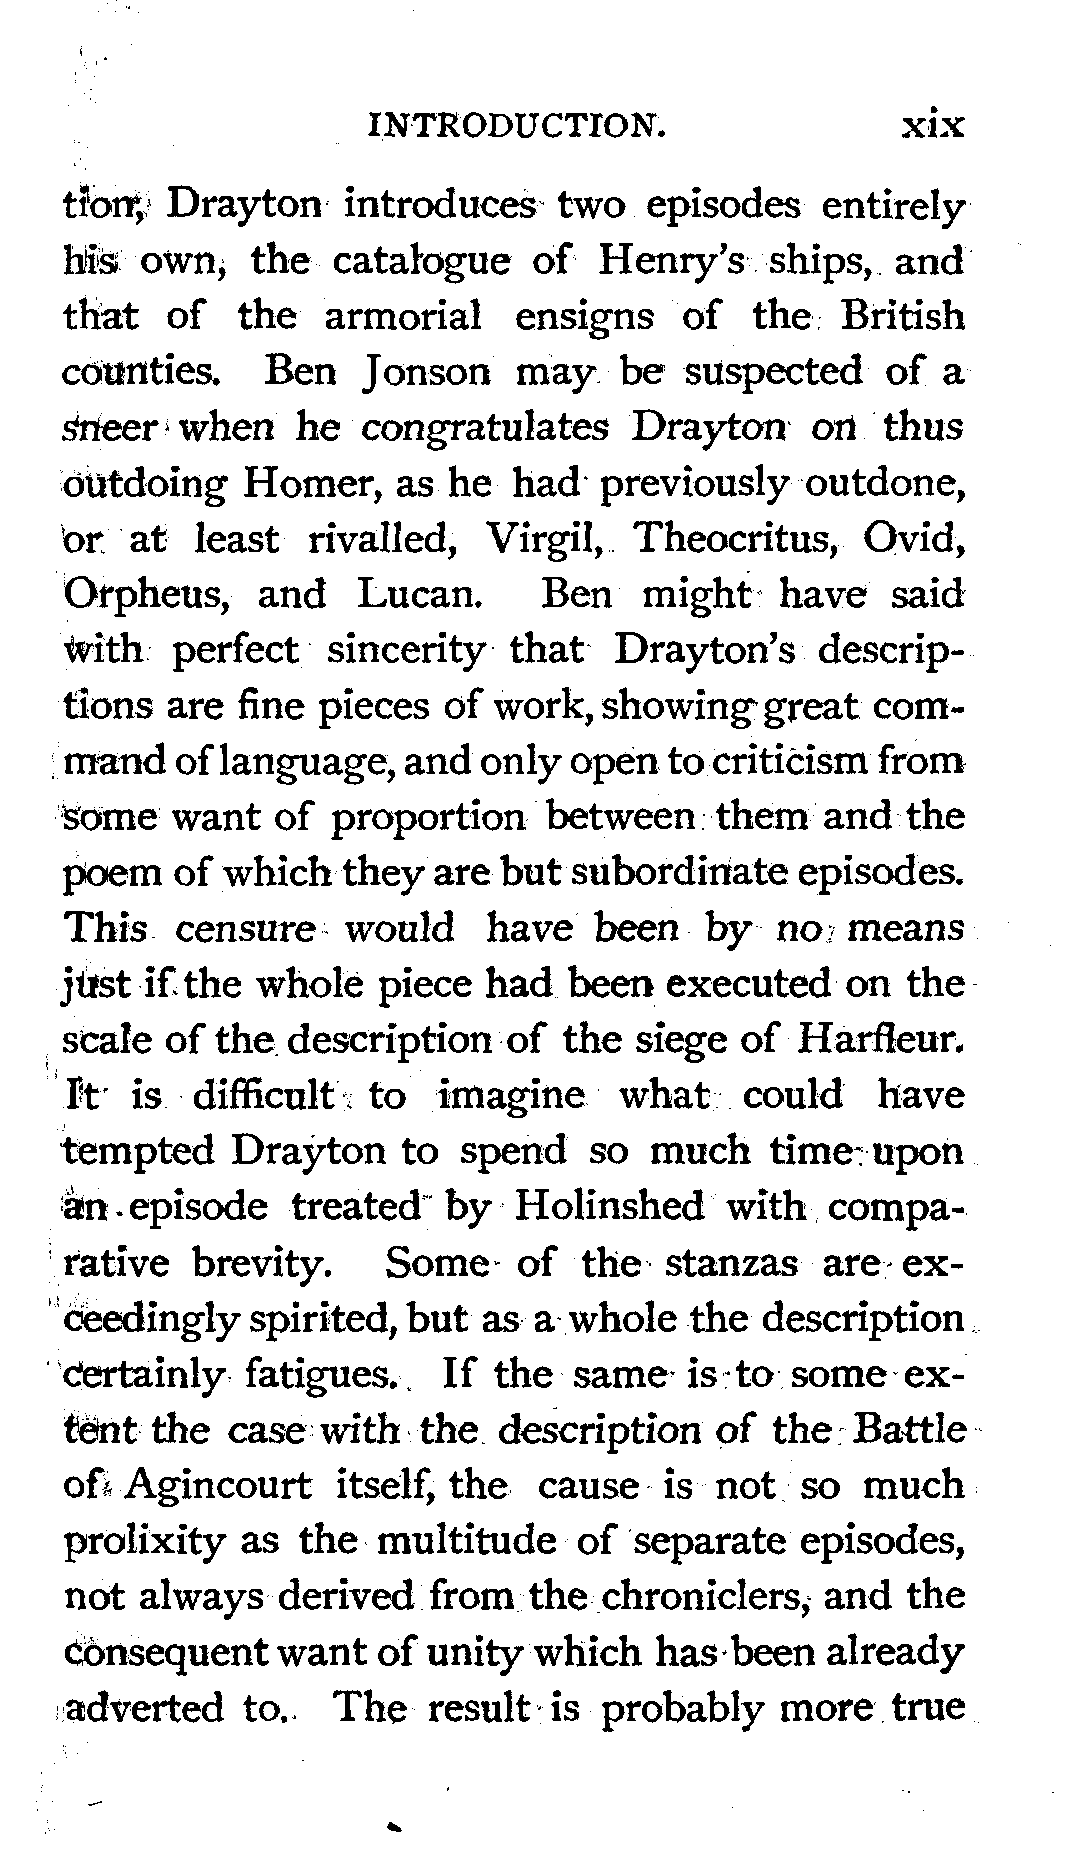 INTRODUCTION. xix
tion, Drayton introduces two episodes entirely
his own, the catalogue of Henry's ships, and
that of the armorial ensigns of the British
counties. Ben Jonson may be suspected of a
sneer when he congratulates Drayton on thus
outdoing Homer, as he had previously outdone,
or at least rivalled, Virgil, Theocritus, Ovid,
Orpheus, and Lucan. Ben might have said
with perfect sincerity that Drayton's descrip-
tions are fine pieces of work, showing great com-
mand of language, and only open to criticism from
some want of proportion between them and the
poem of which they are but subordinate episodes.
This censure would have been by no means
just if the whole piece had been executed on the
scale of the description of the siege of Harfleur.
It is difficult to imagine what could have
tempted Drayton to spend so much time upon
an episode treated by Holinshed with compa-
rative brevity. Some of the stanzas are ex-
ceedingly spirited, but as a whole the description
certainly fatigues. If the same is to some ex-
tent the case with the description of the Battle
of Agincourt itself, the cause is not so much
prolixity as the multitude of separate episodes,
not always derived from the chroniclers, and the
consequent want of unity which has been already
adverted to. The result is probably more true